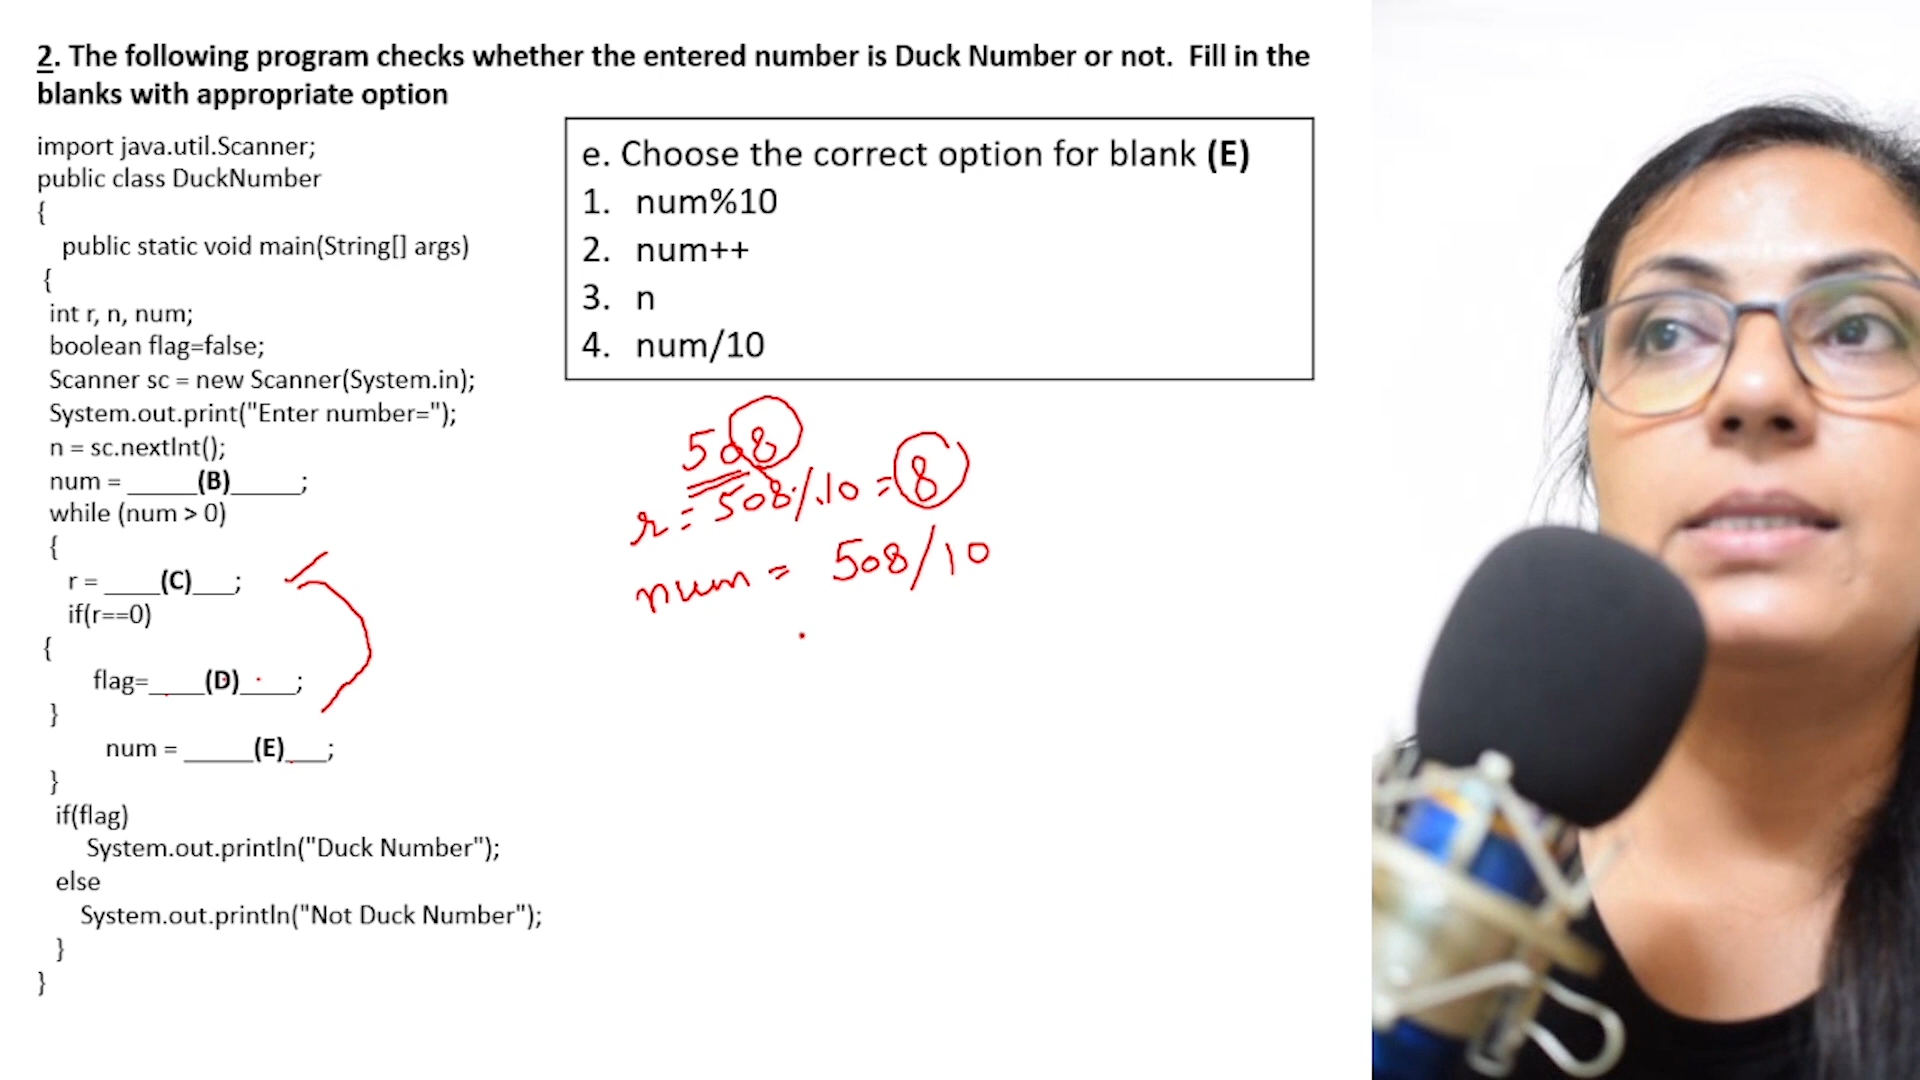 2. The following program checks whether the entered number is Duck Number or not. Fill in the
blanks with appropriate option
import java.util.Scanner;
public class DuckNumber
{
public static void main(String[] args)
{
int r, n, num;
boolean flag=false;
Scanner sc = new Scanner(System.in);
System.out.print("Enter number=");
n = sc.nextInt();
num = _____(B)_____;
while (num > 0)
{
r = ____(C)___;
if(r==0)
{
flag=____(D)____;
}
num = _____(E)___;
}
if(flag)
System.out.println("Duck Number");
else
System.out.println("Not Duck Number");
}
}
e. Choose the correct option for blank (E)
1. num%10
2. num++
3. n
4. num/10
508
r = 508%10 = 8
num = 508/10